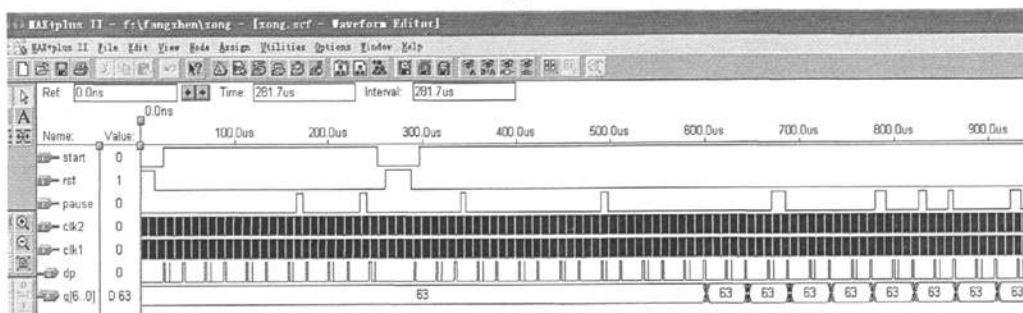 MAX+plus II - f:\fangzhen\zong - [zong.scf - Waveform Editor]
MAX+plus II File Edit View Node Assign Utilities Options Window Help
Ref: 0.0ns Time: 281.7us Interval: 281.7us
0.0ns
Name: Value: 100.0us 200.0us 300.0us 400.0us 500.0us 600.0us 700.0us 800.0us 900.0us
start 0
rst 1
pause 0
clk2 0
clk1 0
dp 0
q[6..0] D 63 63 63 63 63 63 63 63 63 63